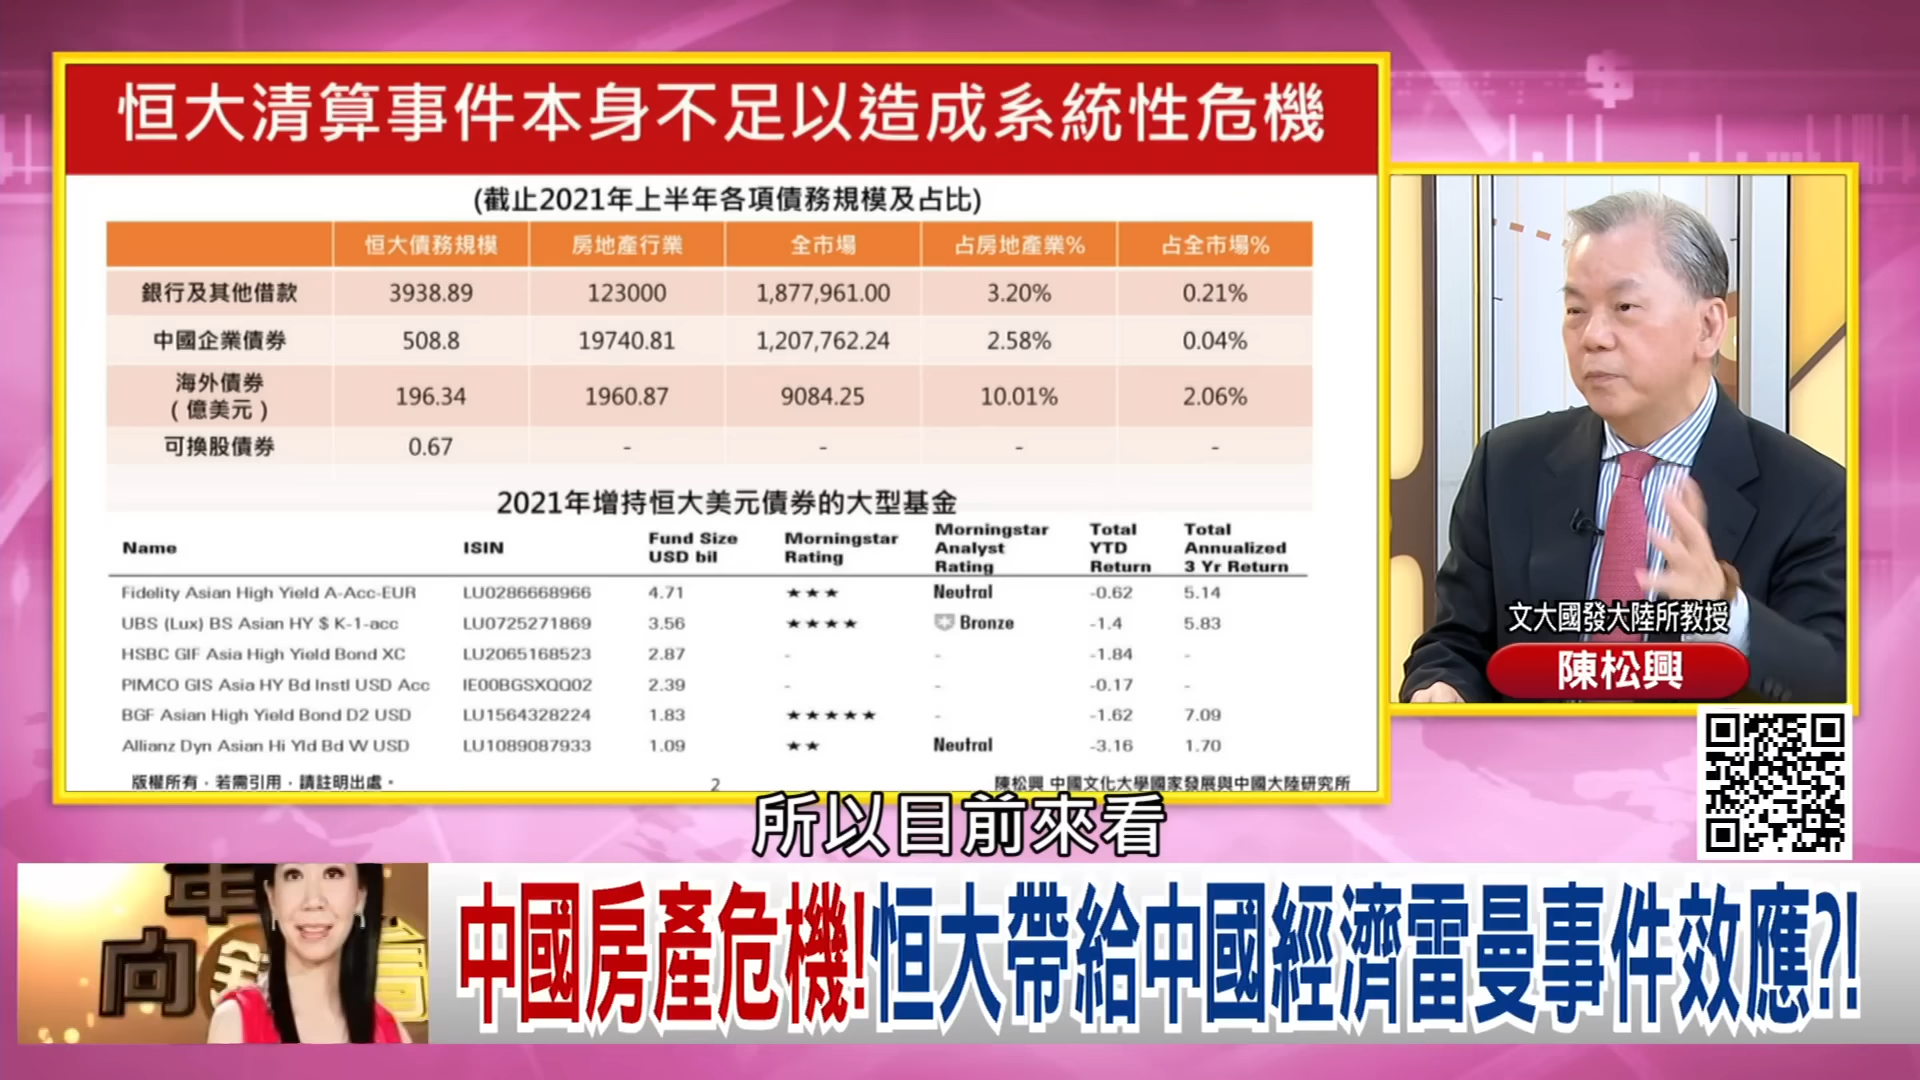 恒大清算事件本身不足以造成系統性危機
(截止2021年上半年各項債務規模及占比)
恒大債務規模 房地產行業 全市場 占房地產業% 占全市場%
銀行及其他借款 3938.89 123000 1,877,961.00 3.20% 0.21%
中國企業債券 508.8 19740.81 1,207,762.24 2.58% 0.04%
海外債券
(億美元) 196.34 1960.87 9084.25 10.01% 2.06%
可換股債券 0.67 - - - -
2021年增持恒大美元債券的大型基金
Name ISIN Fund Size USD bil Morningstar Rating Morningstar Analyst Rating Total YTD Return Total Annualized 3 Yr Return
Fidelity Asian High Yield A-Acc-EUR LU0286668966 4.71 ★★★ Neutral -0.62 5.14
UBS (Lux) BS Asian HY $ K-1-acc LU0725271869 3.56 ★★★★ Bronze -1.4 5.83
HSBC GIF Asia High Yield Bond XC LU2065168523 2.87 - - -1.84 -
PIMCO GIS Asia HY Bd Instl USD Acc IE00BGSXQQ02 2.39 - - -0.17 -
BGF Asian High Yield Bond D2 USD LU1564328224 1.83 ★★★★★ - -1.62 7.09
Allianz Dyn Asian Hi Yld Bd W USD LU1089087933 1.09 ★★ Neutral -3.16 1.70
版權所有，若需引用，請註明出處。 2 陳松興 中國文化大學國家發展與中國大陸研究所
文大國發大陸所教授
陳松興
所以目前來看
中國房產危機!恒大帶給中國經濟雷曼事件效應?!
年
向